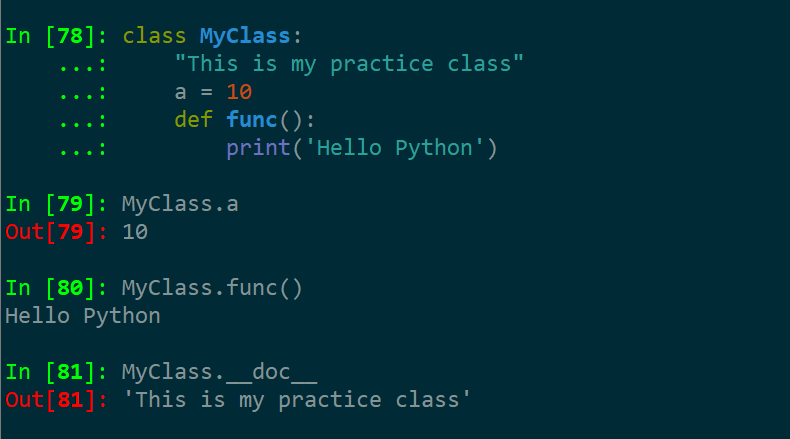 In [78]: class MyClass:
    ...:     "This is my practice class"
    ...:     a = 10
    ...:     def func():
    ...:         print('Hello Python')
In [79]: MyClass.a
Out[79]: 10
In [80]: MyClass.func()
Hello Python
In [81]: MyClass.__doc__
Out[81]: 'This is my practice class'